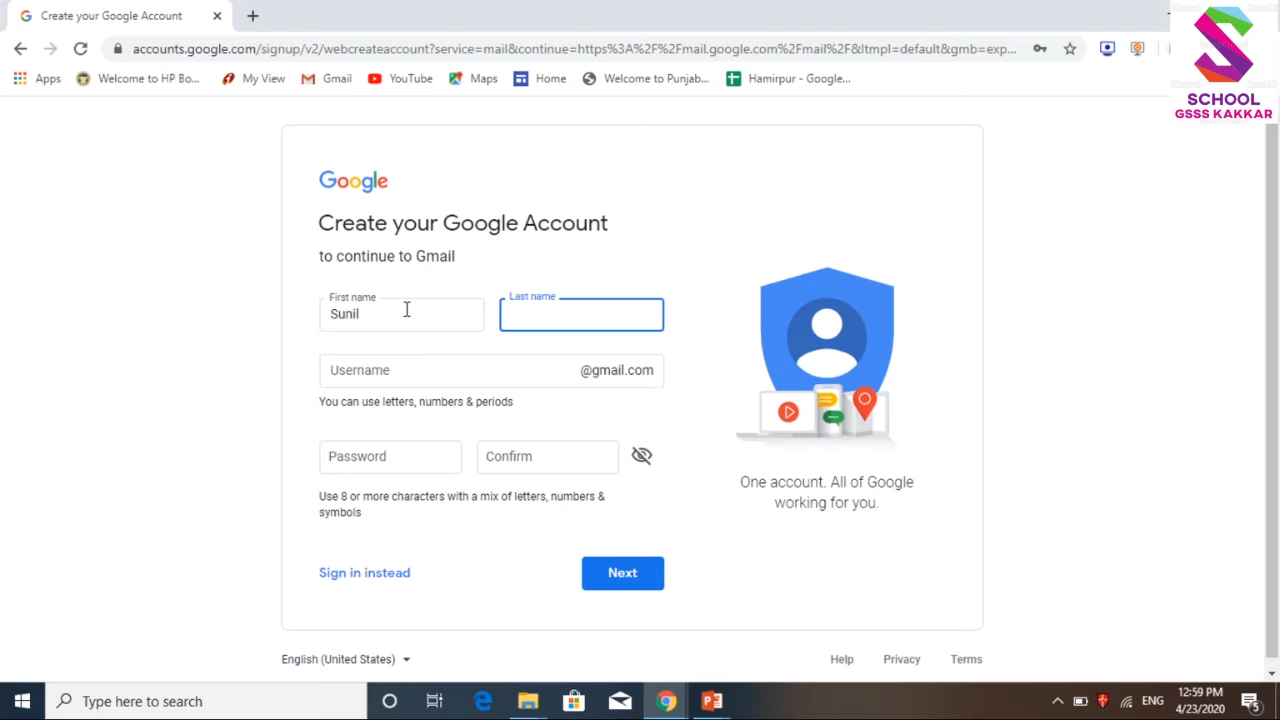 Create your Google Account
accounts.google.com/signup/v2/webcreateaccount?service=mail&continue=https%3A%2F%2Fmail.google.com%2Fmail%2F&ltmpl=default&gmb=exp...
Apps Welcome to HP Bo... My View Gmail YouTube Maps Home Welcome to Punjab... Hamirpur - Google...
S
SCHOOL
GSSS KAKKAR
Google
Create your Google Account
to continue to Gmail
First name Last name
Sunil
Username @gmail.com
You can use letters, numbers & periods
Password Confirm
Use 8 or more characters with a mix of letters, numbers &
symbols
Sign in instead Next
One account. All of Google
working for you.
English (United States) Help Privacy Terms
Type here to search
ENG
12:59 PM
4/23/2020
5